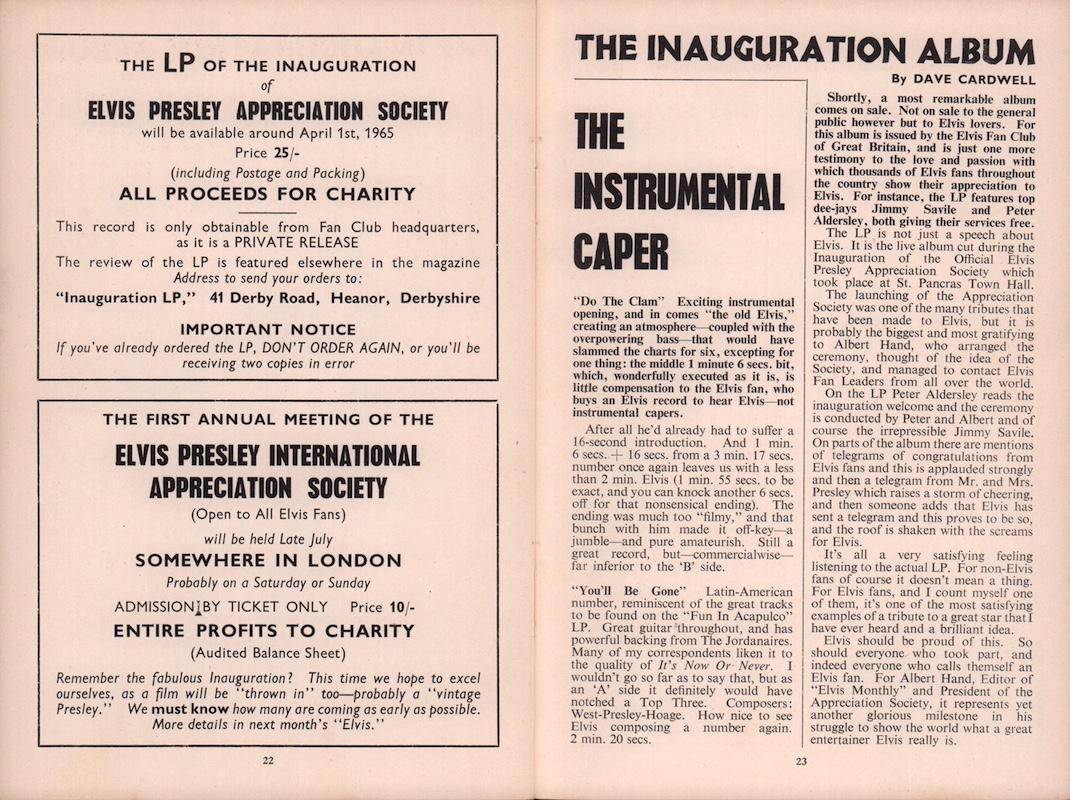 THE LP OF THE INAUGURATION
of
ELVIS PRESLEY APPRECIATION SOCIETY
will be available around April 1st, 1965
Price 25/-
(including Postage and Packing)
ALL PROCEEDS FOR CHARITY
This record is only obtainable from Fan Club headquarters,
as it is a PRIVATE RELEASE
The review of the LP is featured elsewhere in the magazine
Address to send your orders to:
"Inauguration LP," 41 Derby Road, Heanor, Derbyshire
IMPORTANT NOTICE
If you've already ordered the LP, DON'T ORDER AGAIN, or you'll be
receiving two copies in error
THE FIRST ANNUAL MEETING OF THE
ELVIS PRESLEY INTERNATIONAL
APPRECIATION SOCIETY
(Open to All Elvis Fans)
will be held Late July
SOMEWHERE IN LONDON
Probably on a Saturday or Sunday
ADMISSION BY TICKET ONLY Price 10/-
ENTIRE PROFITS TO CHARITY
(Audited Balance Sheet)
Remember the fabulous Inauguration? This time we hope to excel
ourselves, as a film will be "thrown in" too—probably a "vintage
Presley." We must know how many are coming as early as possible.
More details in next month's "Elvis."
22
THE INAUGURATION ALBUM
By DAVE CARDWELL
THE
INSTRUMENTAL
CAPER
"Do The Clam" Exciting instrumental
opening, and in comes "the old Elvis,"
creating an atmosphere—coupled with the
overpowering bass—that would have
slammed the charts for six, excepting for
one thing: the middle 1 minute 6 secs. bit,
which, wonderfully executed as it is, is
little compensation to the Elvis fan, who
buys an Elvis record to hear Elvis—not
instrumental capers.
After all he'd already had to suffer a
16-second introduction. And 1 min.
6 secs. + 16 secs. from a 3 min. 17 secs.
number once again leaves us with a less
than 2 min. Elvis (1 min. 55 secs. to be
exact, and you can knock another 6 secs.
off for that nonsensical ending). The
ending was much too "filmy," and that
bunch with him made it off-key—a
jumble—and pure amateurish. Still a
great record, but—commercialwise—
far inferior to the 'B' side.
"You'll Be Gone" Latin-American
number, reminiscent of the great tracks
to be found on the "Fun In Acapulco"
LP. Great guitar throughout, and has
powerful backing from The Jordanaires.
Many of my correspondents liken it to
the quality of It's Now Or Never. I
wouldn't go so far as to say that, but as
an 'A' side it definitely would have
notched a Top Three. Composers:
West-Presley-Hoage. How nice to see
Elvis composing a number again.
2 min. 20 secs.
Shortly, a most remarkable album
comes on sale. Not on sale to the general
public however but to Elvis lovers. For
this album is issued by the Elvis Fan Club
of Great Britain, and is just one more
testimony to the love and passion with
which thousands of Elvis fans throughout
the country show their appreciation to
Elvis. For instance, the LP features top
dee-jays Jimmy Savile and Peter
Aldersley, both giving their services free.
The LP is not just a speech about
Elvis. It is the live album cut during the
Inauguration of the Official Elvis
Presley Appreciation Society which
took place at St. Pancras Town Hall.
The launching of the Appreciation
Society was one of the many tributes that
have been made to Elvis, but it is
probably the biggest and most gratifying
to Albert Hand, who arranged the
ceremony, thought of the idea of the
Society, and managed to contact Elvis
Fan Leaders from all over the world.
On the LP Peter Aldersley reads the
inauguration welcome and the ceremony
is conducted by Peter and Albert and of
course the irrepressible Jimmy Savile.
On parts of the album there are mentions
of telegrams of congratulations from
Elvis fans and this is applauded strongly
and then a telegram from Mr. and Mrs.
Presley which raises a storm of cheering,
and then someone adds that Elvis has
sent a telegram and this proves to be so,
and the roof is shaken with the screams
for Elvis.
It's all a very satisfying feeling
listening to the actual LP. For non-Elvis
fans of course it doesn't mean a thing.
For Elvis fans, and I count myself one
of them, it's one of the most satisfying
examples of a tribute to a great star that I
have ever heard and a brilliant idea.
Elvis should be proud of this. So
should everyone who took part, and
indeed everyone who calls themself an
Elvis fan. For Albert Hand, Editor of
"Elvis Monthly" and President of the
Appreciation Society, it represents yet
another glorious milestone in his
struggle to show the world what a great
entertainer Elvis really is.
23